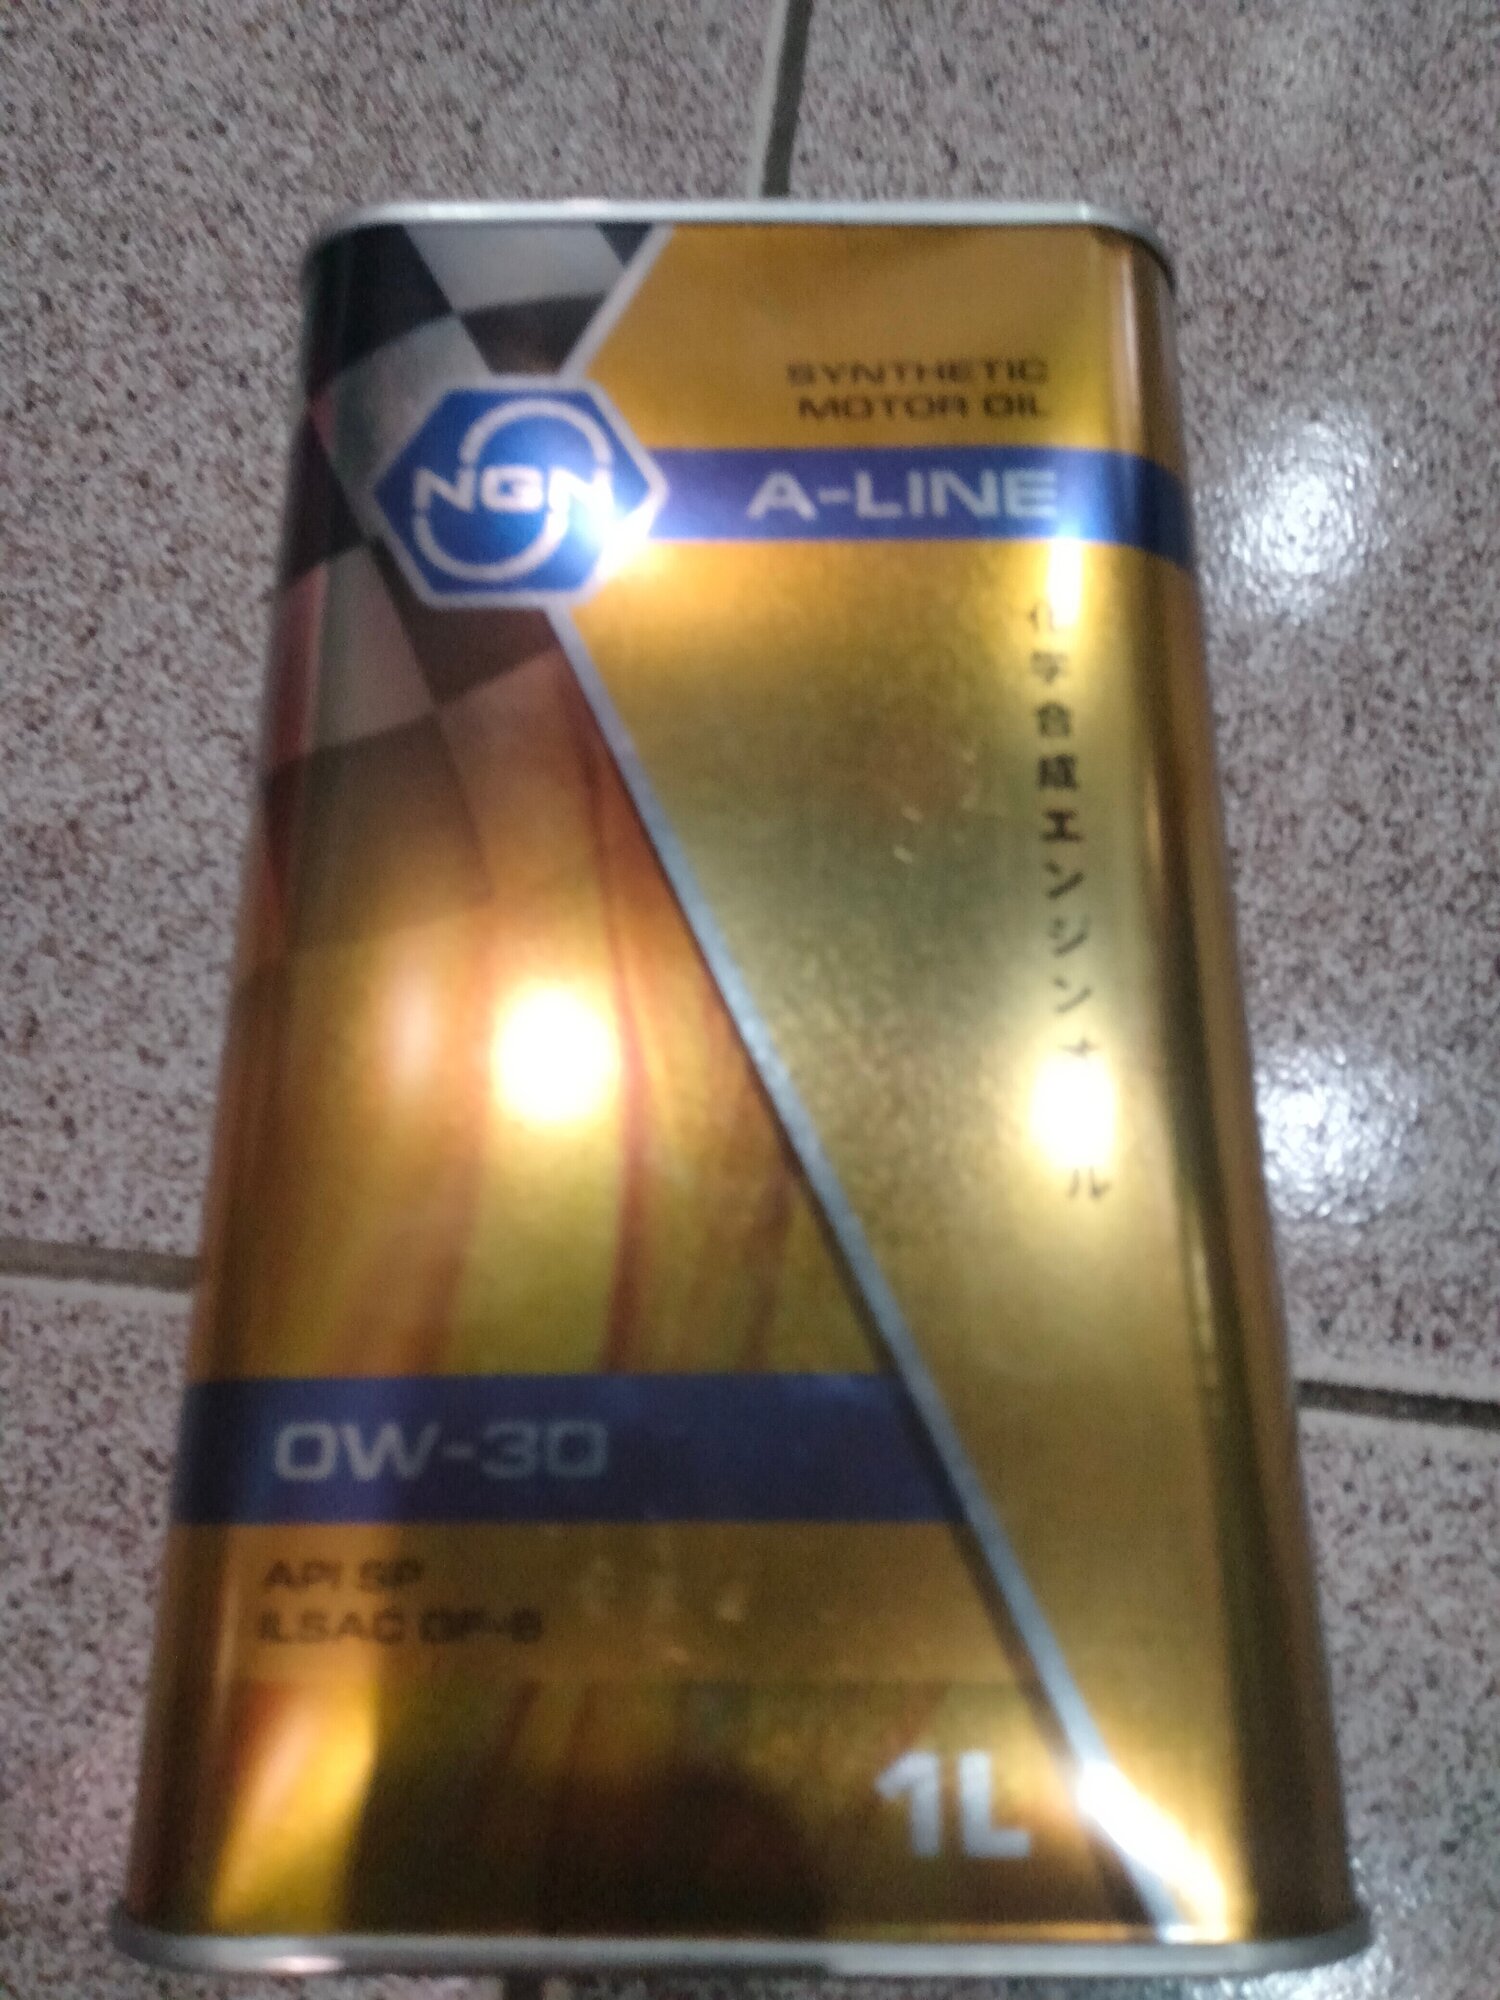 SYNTHETIC
MOTOR OIL
NGN
A-LINE
化学合成エンジンオイル
0W-30
API SP
ILSAC GF-6
1L